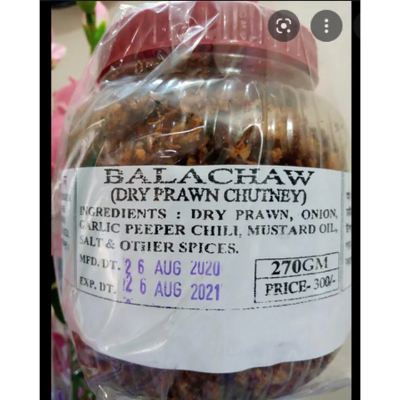 BALACHAW
(DRY PRAWN CHUTNEY)
INGREDIENTS : DRY PRAWN, ONION,
GARLIC PEEPER CHILI, MUSTARD OIL,
SALT & OTHER SPICES.
MFD. DT. 26 AUG 2020
EXP. DT. 26 AUG 2021
270GM
PRICE- 300/-